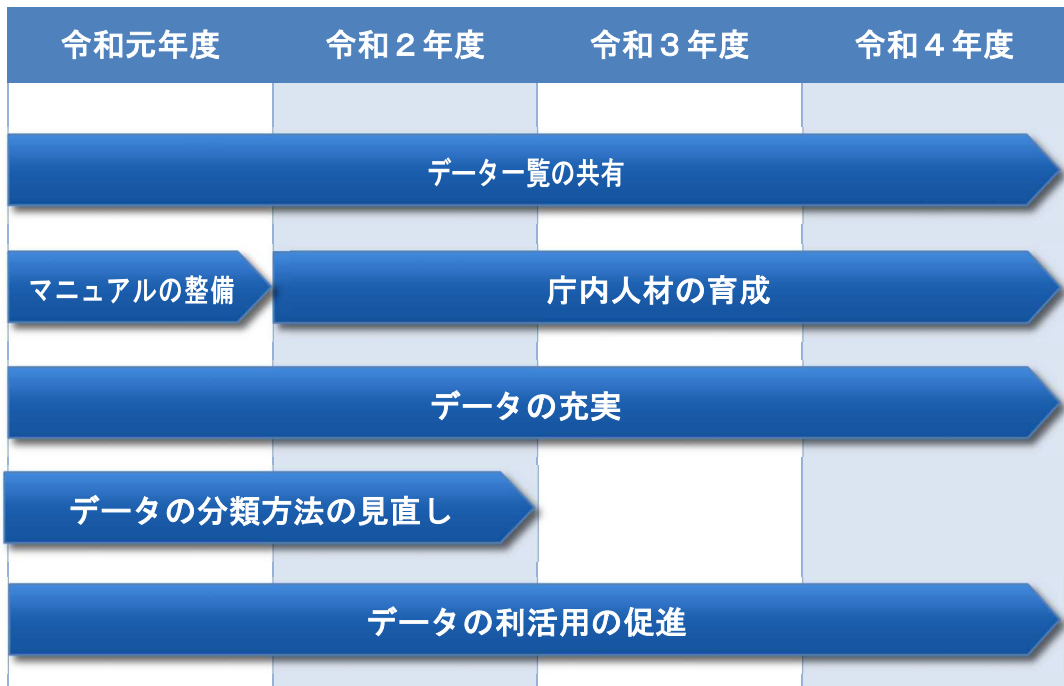 令和元年度 令和２年度 令和３年度 令和４年度
データ一覧の共有
マニュアルの整備 庁内人材の育成
データの充実
データの分類方法の見直し
データの利活用の促進